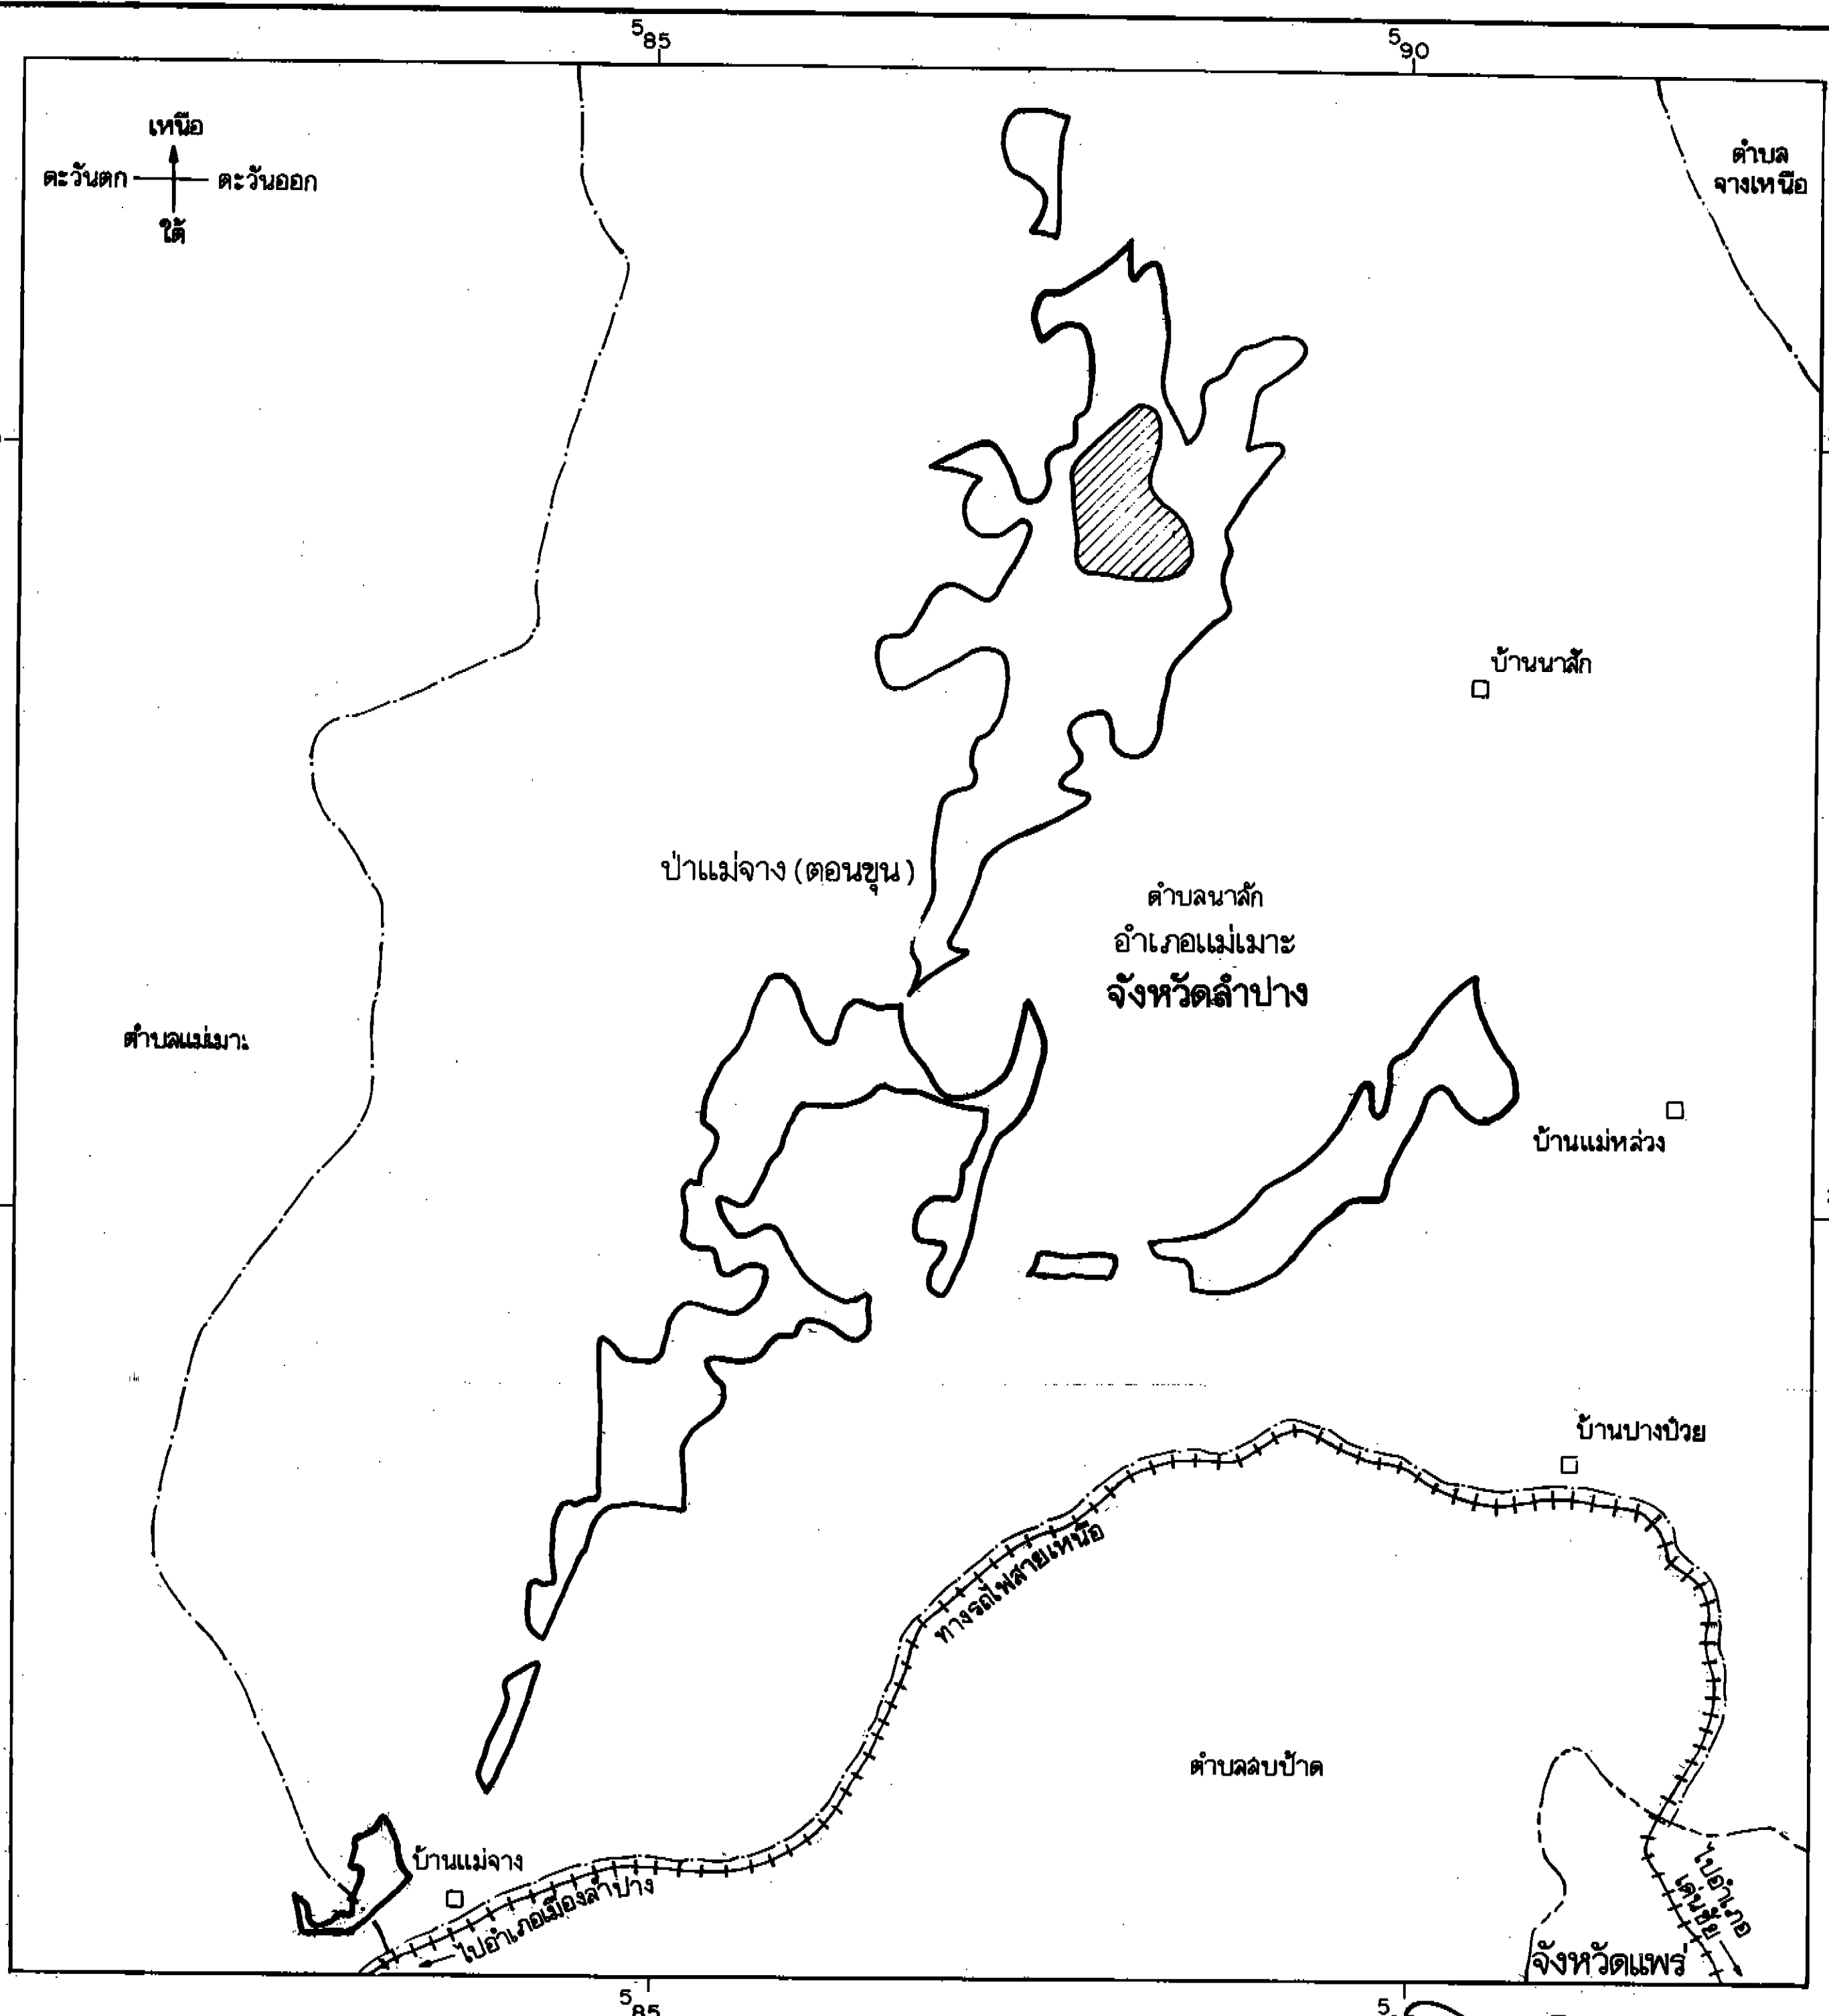 585
590
เหนือ
ตะวันตก
ตะวันออก
ใต้
ตำบล
จางเหนือ
บ้านนาสัก
ป่าแม่จาง (ตอนขุน)
ตำบลนาสัก
อำเภอแม่เมาะ
จังหวัดลำปาง
ตำบลแม่เมาะ
บ้านแม่หล่วง
บ้านปางป๋วย
ทางรถไฟสายเหนือ
ตำบลสบป้าด
บ้านแม่จาง
ไปอำเภอเมืองลำปาง
ไปอำเภอ
เด่นชัย
จังหวัดแพร่
585